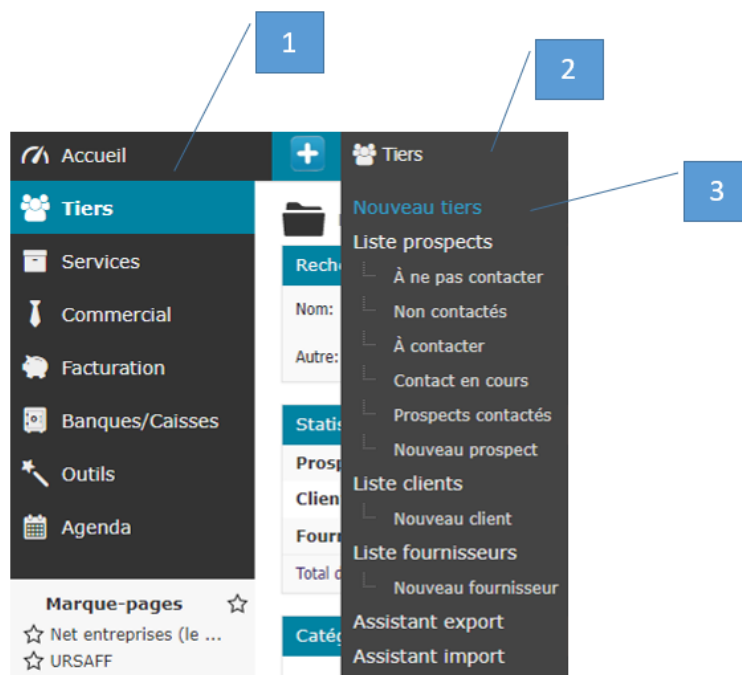 1
2
3
Accueil
Tiers
Services
Commercial
Facturation
Banques/Caisses
Outils
Agenda
Marque-pages
Net entreprises (le ...
URSAFF
Nom:
Autre:
Tiers
Nouveau tiers
Liste prospects
À ne pas contacter
Non contactés
À contacter
Contact en cours
Prospects contactés
Nouveau prospect
Liste clients
Nouveau client
Liste fournisseurs
Nouveau fournisseur
Assistant export
Assistant import